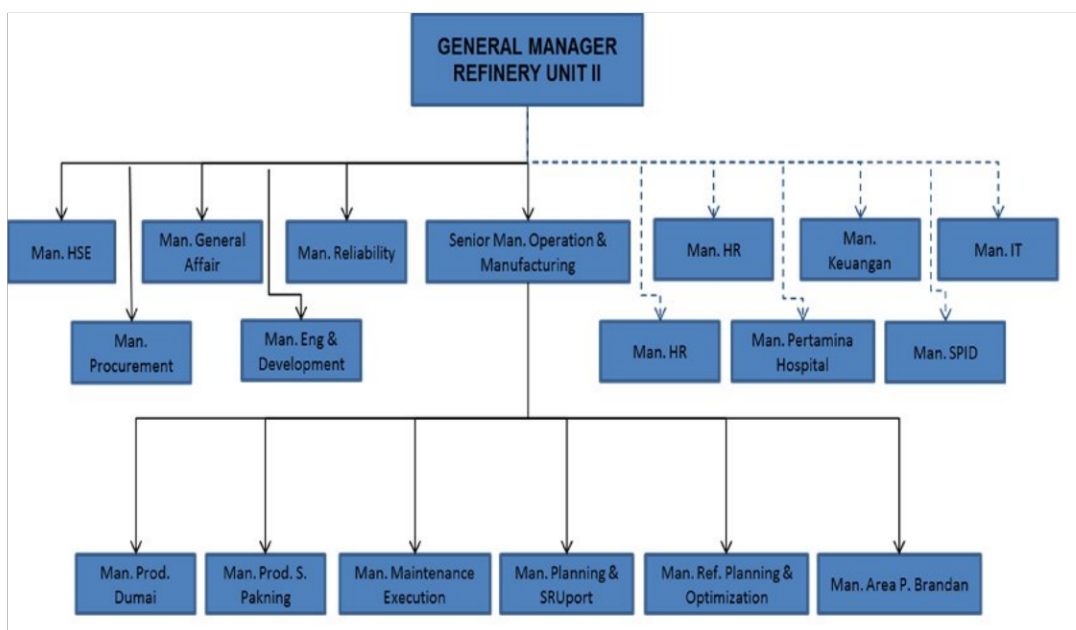 GENERAL MANAGER
REFINERY UNIT II
Man. HSE
Man. General
Affair
Man. Reliability
Senior Man. Operation &
Manufacturing
Man. HR
Man.
Keuangan
Man. IT
Man.
Procurement
Man. Eng &
Development
Man. HR
Man. Pertamina
Hospital
Man. SPID
Man. Prod.
Dumai
Man. Prod. S.
Pakning
Man. Maintenance
Execution
Man. Planning &
SRUport
Man. Ref. Planning &
Optimization
Man. Area P. Brandan